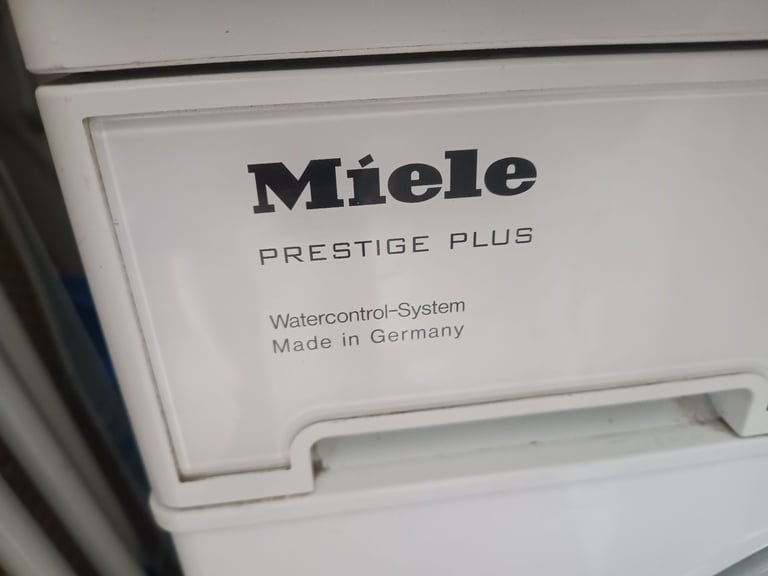 Miele
PRESTIGE PLUS
Watercontrol-System
Made in Germany